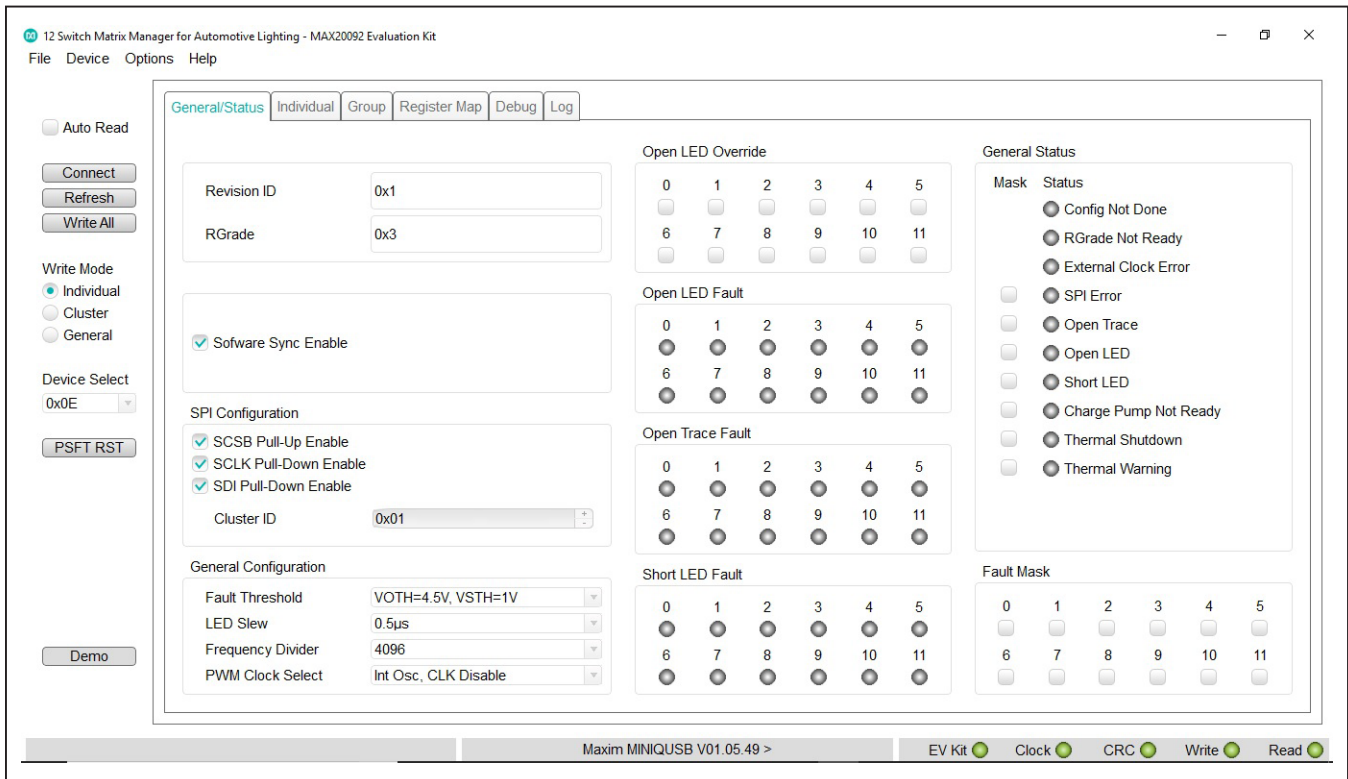 12 Switch Matrix Manager for Automotive Lighting - MAX20092 Evaluation Kit
File Device Options Help
General/Status Individual Group Register Map Debug Log
Auto Read
Connect
Refresh
Write All
Write Mode
Individual
Cluster
General
Device Select
0x0E
PSFT RST
Demo
Revision ID 0x1
RGrade 0x3
Sofware Sync Enable
SPI Configuration
SCSB Pull-Up Enable
SCLK Pull-Down Enable
SDI Pull-Down Enable
Cluster ID 0x01
General Configuration
Fault Threshold VOTH=4.5V, VSTH=1V
LED Slew 0.5µs
Frequency Divider 4096
PWM Clock Select Int Osc, CLK Disable
Open LED Override
0 1 2 3 4 5
6 7 8 9 10 11
Open LED Fault
0 1 2 3 4 5
6 7 8 9 10 11
Open Trace Fault
0 1 2 3 4 5
6 7 8 9 10 11
Short LED Fault
0 1 2 3 4 5
6 7 8 9 10 11
General Status
Mask Status
Config Not Done
RGrade Not Ready
External Clock Error
SPI Error
Open Trace
Open LED
Short LED
Charge Pump Not Ready
Thermal Shutdown
Thermal Warning
Fault Mask
0 1 2 3 4 5
6 7 8 9 10 11
Maxim MINIQUSB V01.05.49 > EV Kit Clock CRC Write Read